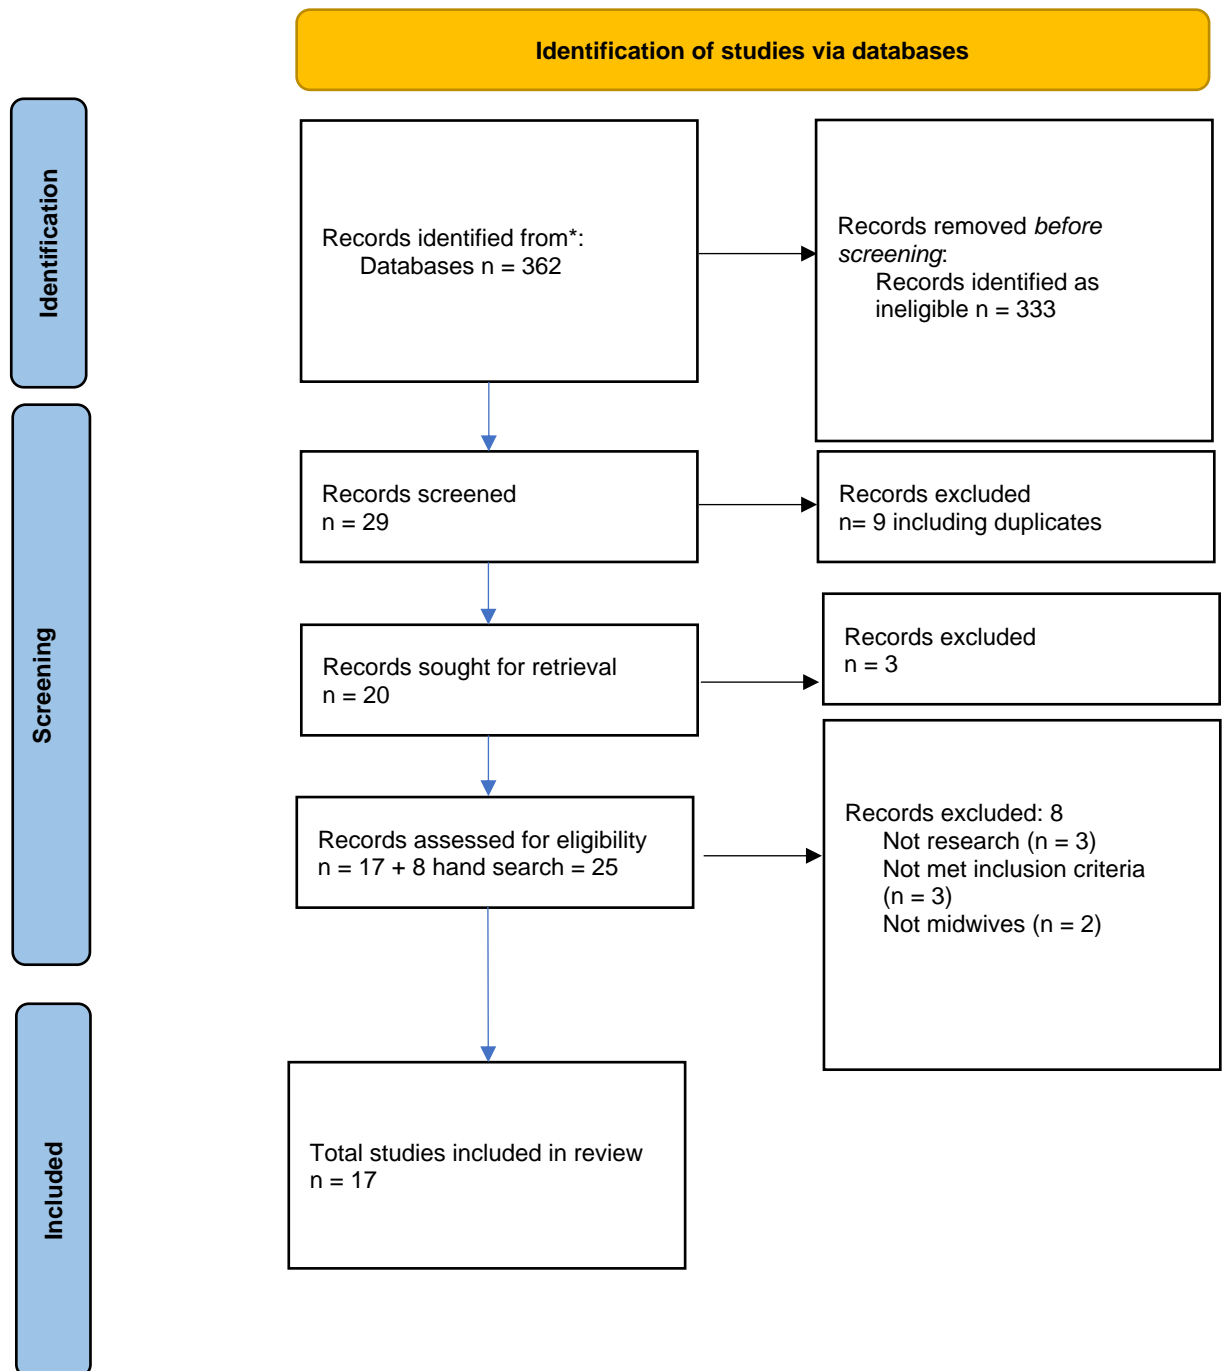 Identification of studies via databases
Identification
Records identified from*:
Databases n = 362
Records removed before
screening:
Records identified as
ineligible n = 333
Screening
Records screened
n = 29
Records excluded
n= 9 including duplicates
Records sought for retrieval
n = 20
Records excluded
n = 3
Records assessed for eligibility
n = 17 + 8 hand search = 25
Records excluded: 8
Not research (n = 3)
Not met inclusion criteria
(n = 3)
Not midwives (n = 2)
Included
Total studies included in review
n = 17